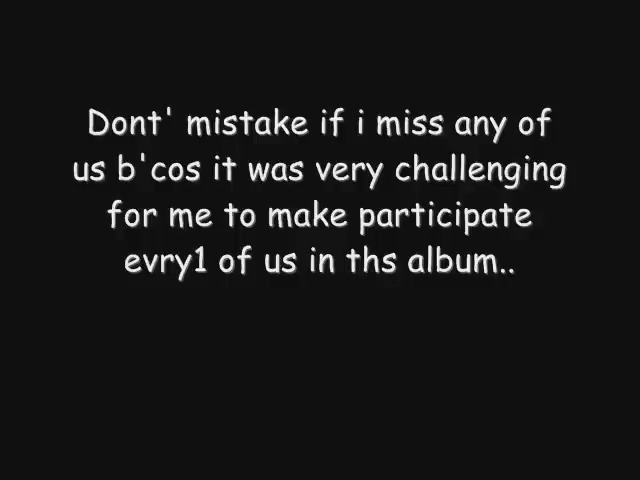 Dont' mistake if i miss any of
us b'cos it was very challenging
for me to make participate
evry1 of us in ths album..